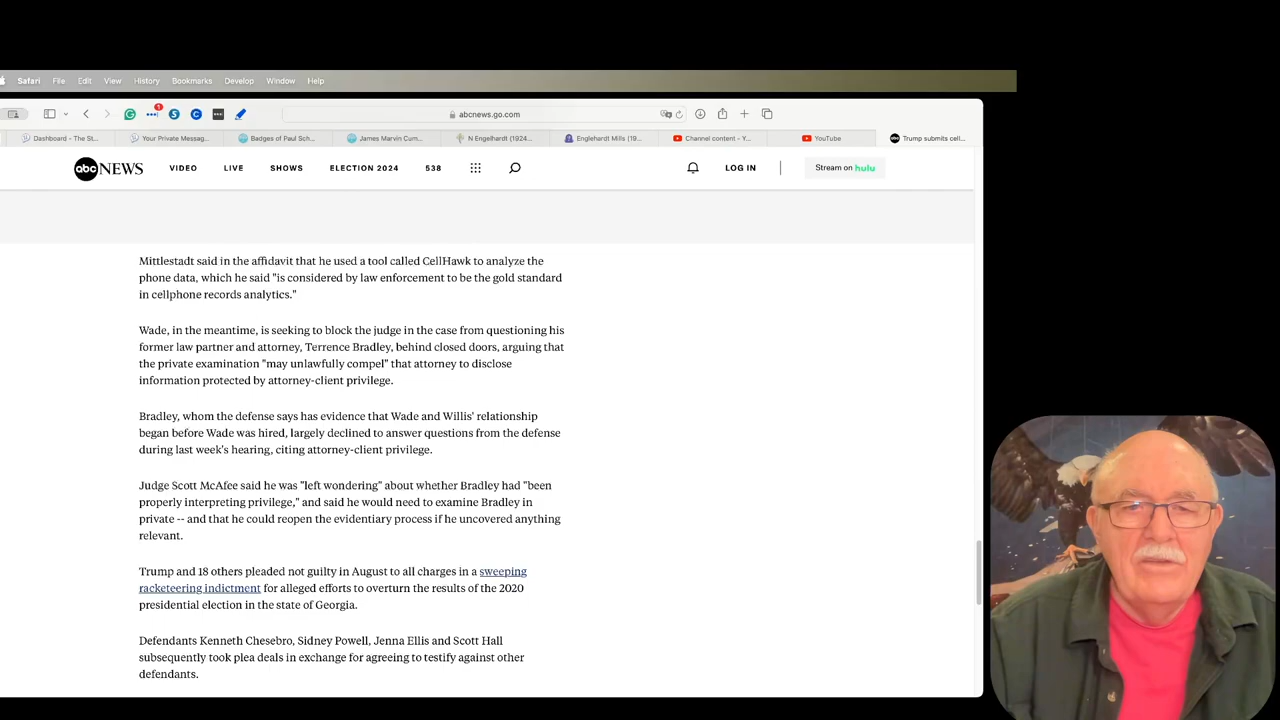 Safari File Edit View History Bookmarks Develop Window Help
1
abcnews.go.com
Dashboard - The St... Your Private Messag... Badges of Paul Sch... James Marvin Cum... N Engelhardt (1924... Englehardt Mills (19... Channel content - Y... YouTube Trump submits cell...
abc NEWS VIDEO LIVE SHOWS ELECTION 2024 538 LOG IN Stream on hulu
Mittlestadt said in the affidavit that he used a tool called CellHawk to analyze the
phone data, which he said "is considered by law enforcement to be the gold standard
in cellphone records analytics."
Wade, in the meantime, is seeking to block the judge in the case from questioning his
former law partner and attorney, Terrence Bradley, behind closed doors, arguing that
the private examination "may unlawfully compel" that attorney to disclose
information protected by attorney-client privilege.
Bradley, whom the defense says has evidence that Wade and Willis' relationship
began before Wade was hired, largely declined to answer questions from the defense
during last week's hearing, citing attorney-client privilege.
Judge Scott McAfee said he was "left wondering" about whether Bradley had "been
properly interpreting privilege," and said he would need to examine Bradley in
private -- and that he could reopen the evidentiary process if he uncovered anything
relevant.
Trump and 18 others pleaded not guilty in August to all charges in a sweeping
racketeering indictment for alleged efforts to overturn the results of the 2020
presidential election in the state of Georgia.
Defendants Kenneth Chesebro, Sidney Powell, Jenna Ellis and Scott Hall
subsequently took plea deals in exchange for agreeing to testify against other
defendants.